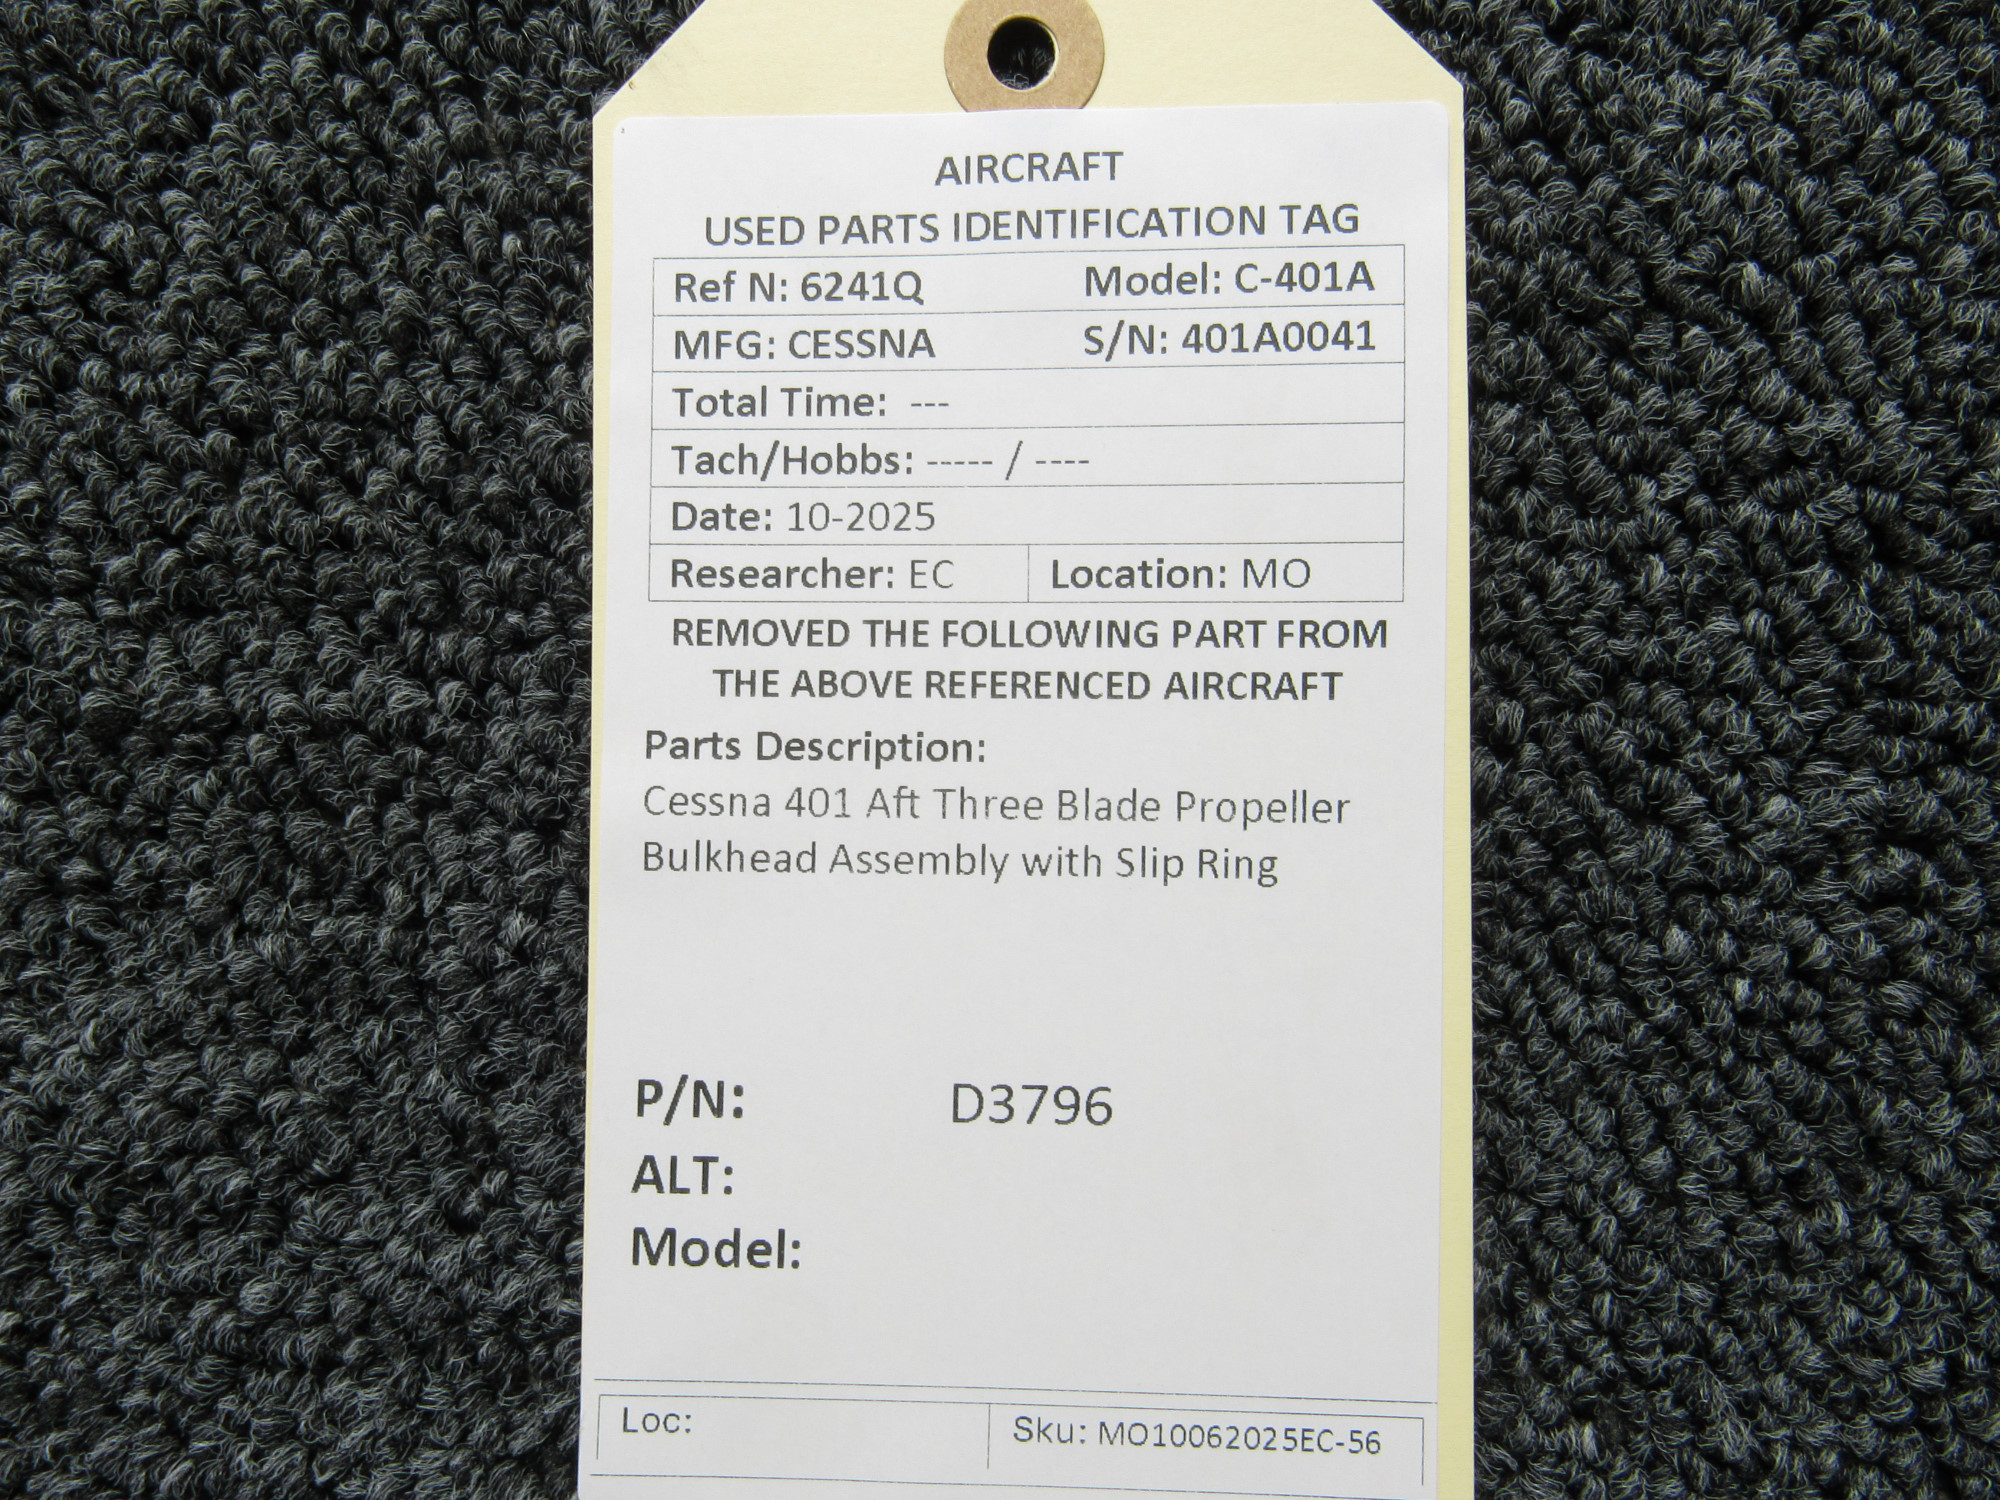 AIRCRAFT
USED PARTS IDENTIFICATION TAG
Ref N: 6241Q Model: C-401A
MFG: CESSNA S/N: 401A0041
Total Time: ---
Tach/Hobbs: ----- / ----
Date: 10-2025
Researcher: EC Location: MO
REMOVED THE FOLLOWING PART FROM
THE ABOVE REFERENCED AIRCRAFT
Parts Description:
Cessna 401 Aft Three Blade Propeller
Bulkhead Assembly with Slip Ring
P/N: D3796
ALT:
Model:
Loc: Sku: MO10062025EC-56